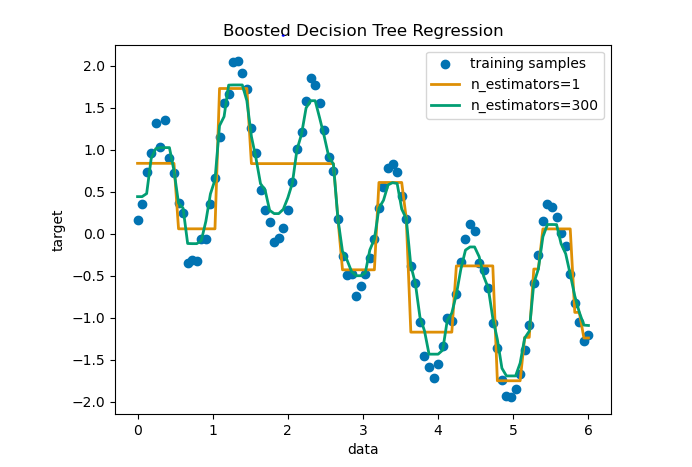 Boosted Decision Tree Regression
training samples
n_estimators=1
n_estimators=300
2.0
1.5
1.0
0.5
0.0
−0.5
−1.0
−1.5
−2.0
target
0 1 2 3 4 5 6
data